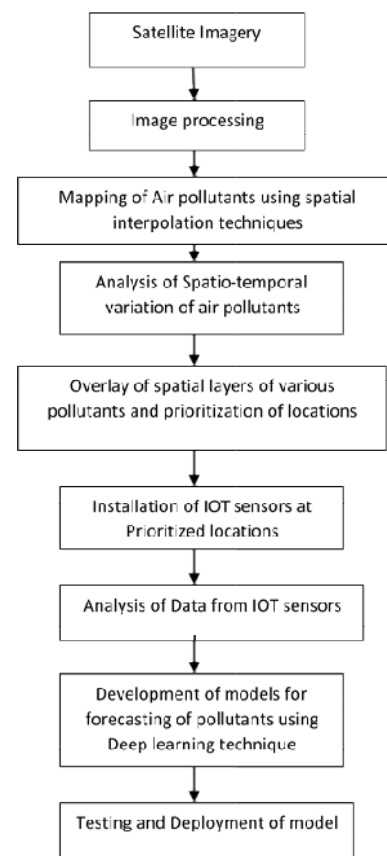 Satellite Imagery
Image processing
Mapping of Air pollutants using spatial
interpolation techniques
Analysis of Spatio-temporal
variation of air pollutants
Overlay of spatial layers of various
pollutants and prioritization of locations
Installation of IOT sensors at
Prioritized locations
Analysis of Data from IOT sensors
Development of models for
forecasting of pollutants using
Deep learning technique
Testing and Deployment of model